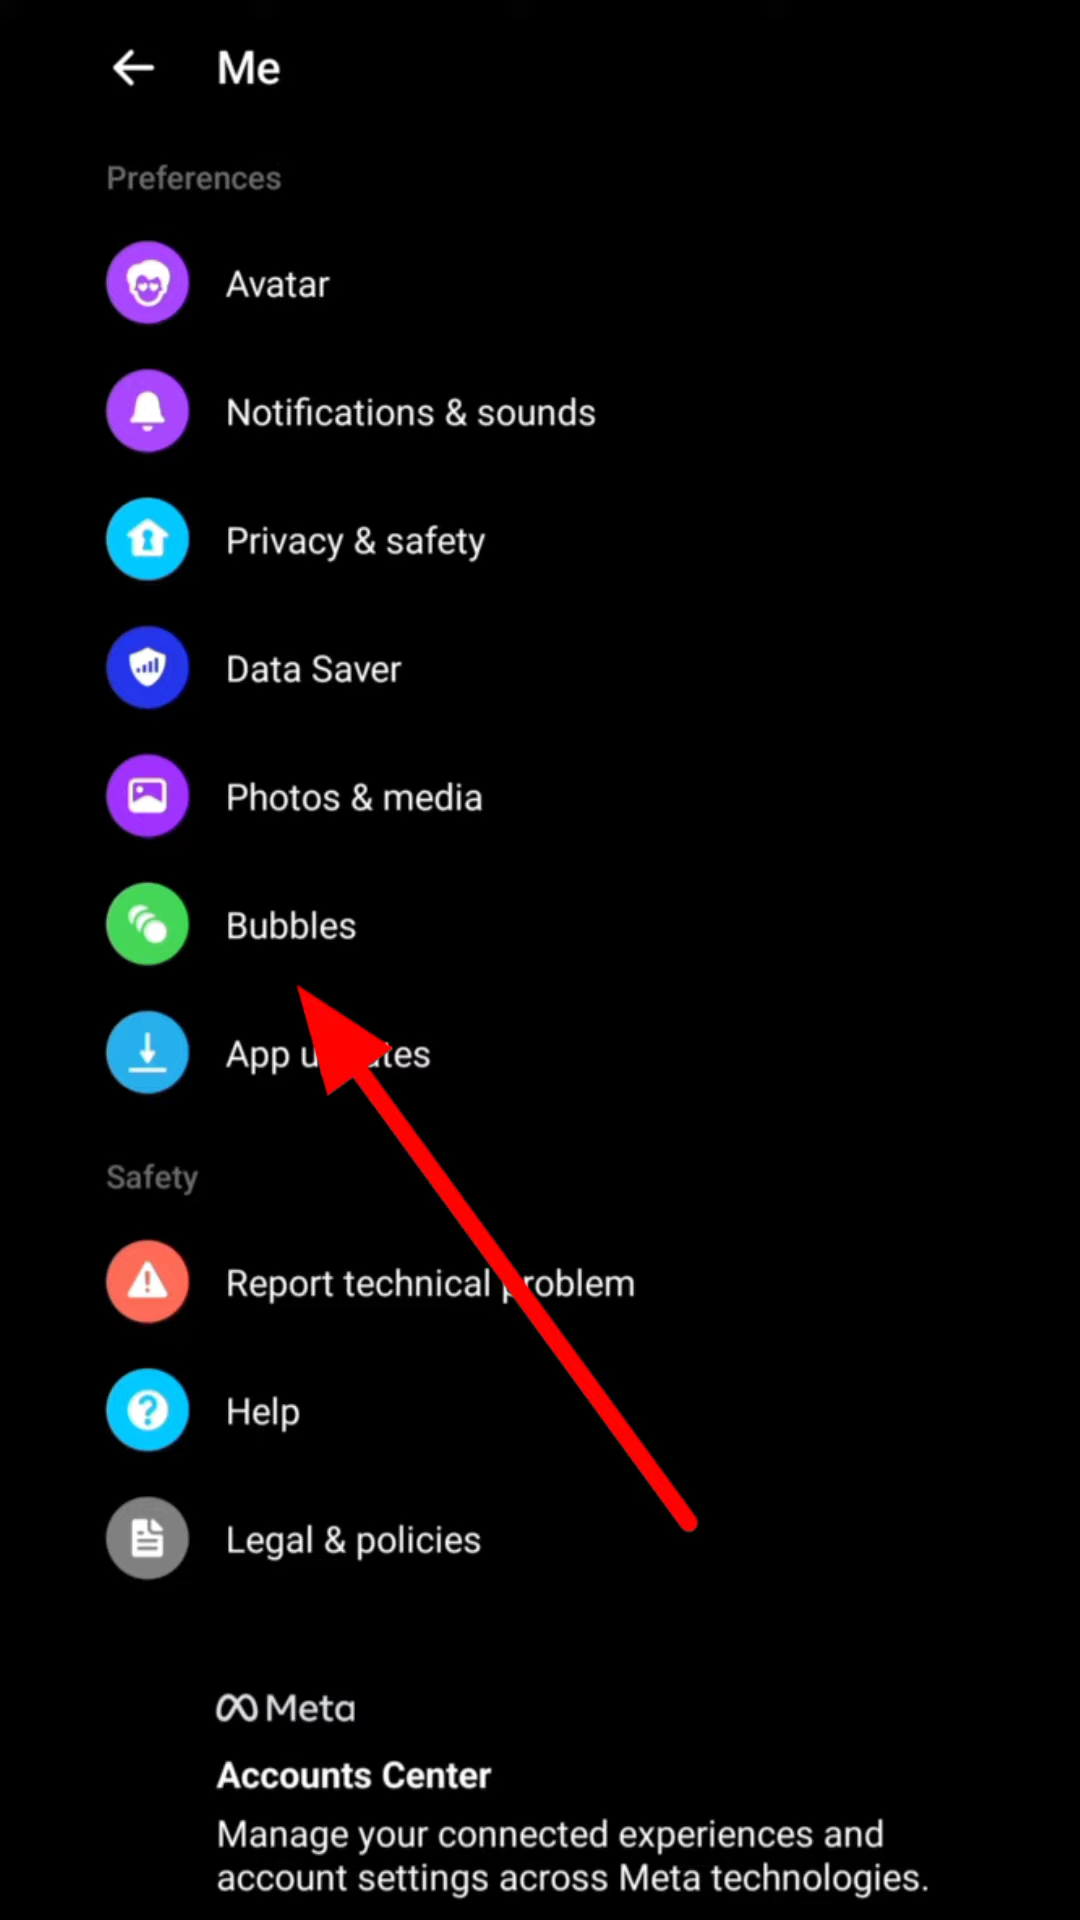 Me
Preferences
Avatar
Notifications & sounds
Privacy & safety
Data Saver
Photos & media
Bubbles
App
Safety
Report technical problem
Help
Legal & policies
Meta
Accounts Center
Manage your connected experiences and
account settings across Meta technologies.